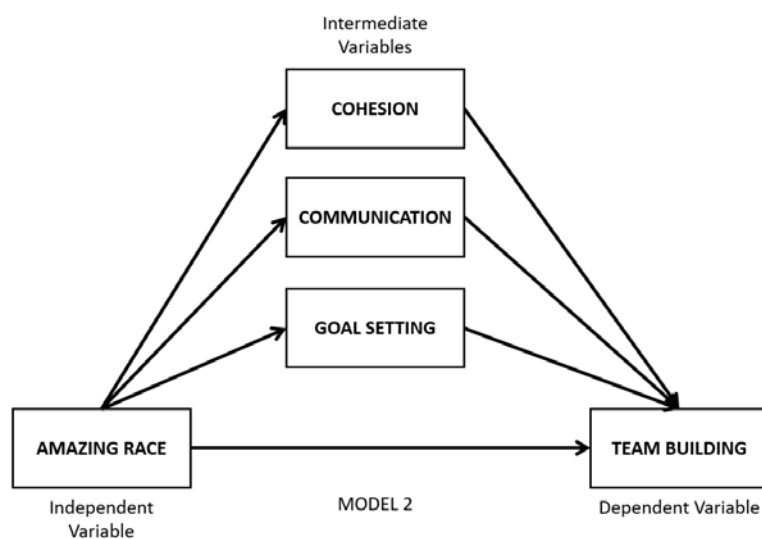 Intermediate
Variables
COHESION
COMMUNICATION
GOAL SETTING
AMAZING RACE
TEAM BUILDING
Independent
Variable
MODEL 2
Dependent Variable